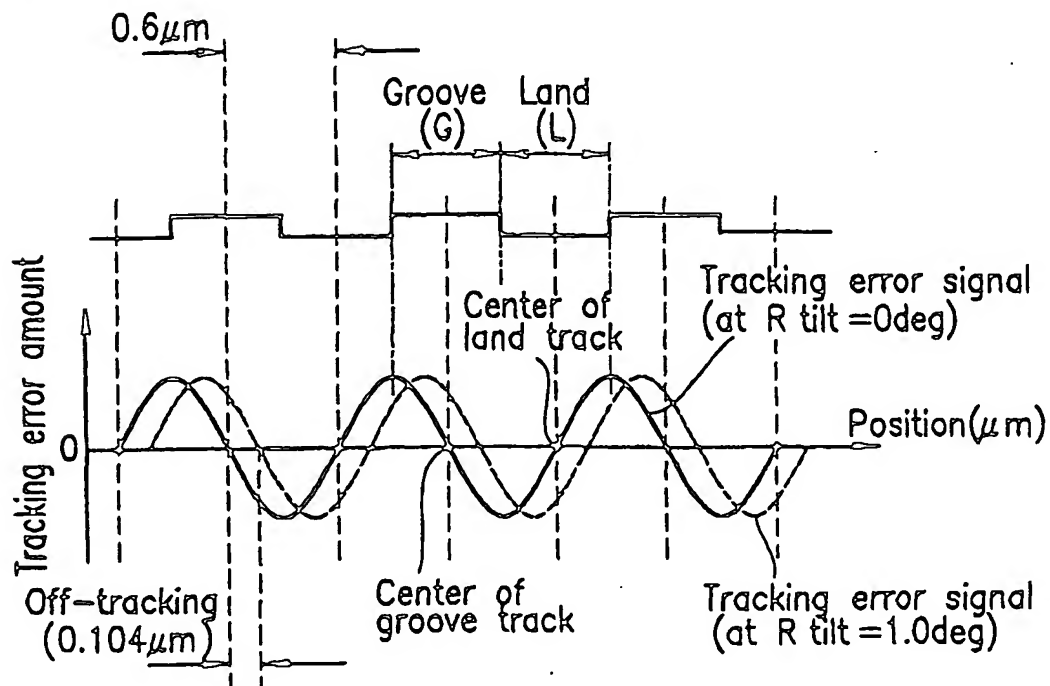 0.6μm
Groove
(G)
Land
(L)
Tracking error amount
Center of
land track
Tracking error signal
(at R tilt=0deg)
0
Position(μm)
Off-tracking
(0.104μm)
Center of
groove track
Tracking error signal
(at R tilt=1.0deg)